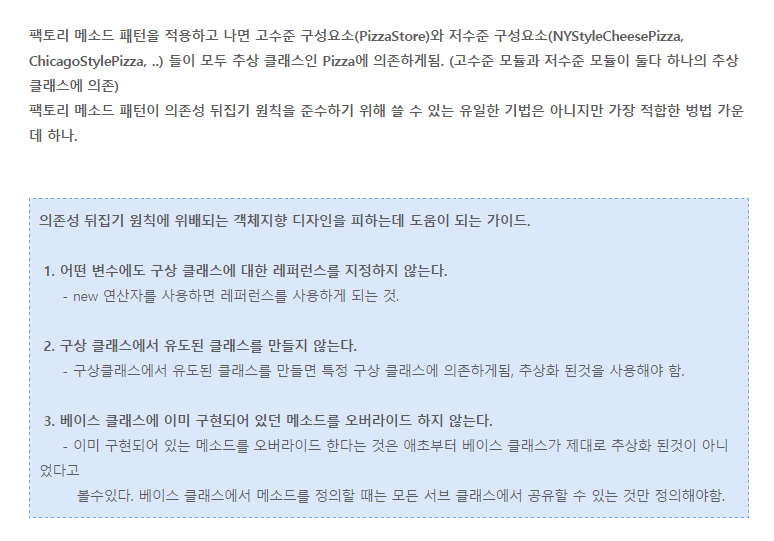 팩토리 메소드 패턴을 적용하고 나면 고수준 구성요소(PizzaStore)와 저수준 구성요소(NYStyleCheesePizza,
ChicagoStylePizza, ..) 들이 모두 추상 클래스인 Pizza에 의존하게됨. (고수준 모듈과 저수준 모듈이 둘다 하나의 추상
클래스에 의존)
팩토리 메소드 패턴이 의존성 뒤집기 원칙을 준수하기 위해 쓸 수 있는 유일한 기법은 아니지만 가장 적합한 벙법 가운
데 하나.
의존성 뒤집기 원칙에 위배되는 객체지향 디자인을 피하는데 도움이 되는 가이드.
1. 어떤 변수에도 구상 클래스에 대한 레퍼런스를 지정하지 않는다.
- new 연산자를 사용하면 레퍼런스를 사용하게 되는 것.
2. 구상 클래스에서 유도된 클래스를 만들지 않는다.
- 구상클래스에서 유도된 클래스를 만들면 특정 구상 클래스에 의존하게됨, 추상화 된것을 사용해야 함.
3. 베이스 클래스에 이미 구현되어 있던 메소드를 오버라이드 하지 않는다.
- 이미 구현되어 있는 메소드를 오버라이드 한다는 것은 애초부터 베이스 클래스가 제대로 추상화 된것이 아니
었다고
볼수있다. 베이스 클래스에서 메소드를 정의할 때는 모든 서브 클래스에서 공유할 수 있는 것만 정의해야함.